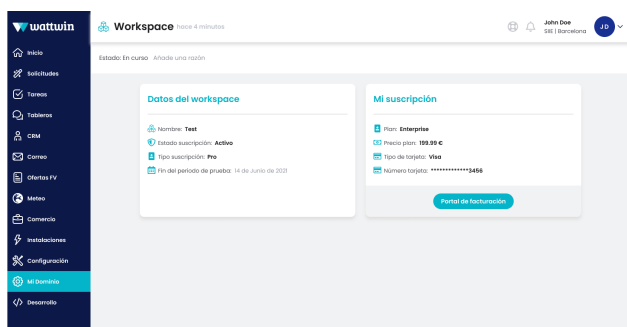 wattwin
Workspace hace 4 minutos
John Doe
SIE | Barcelona
JD
Estado: En curso Añade una razón
Inicio
Solicitudes
Tareas
Tableros
CRM
Correo
Ofertas FV
Meteo
Comercio
Instalaciones
Configuración
Mi Dominio
Desarrollo
Datos del workspace
Nombre: Test
Estado suscripción: Activo
Tipo suscripción: Pro
Fin del periodo de prueba: 14 de Junio de 2021
Mi suscripción
Plan: Enterprise
Precio plan: 199.99 €
Tipo de tarjeta: Visa
Número tarjeta: ************3456
Portal de facturación